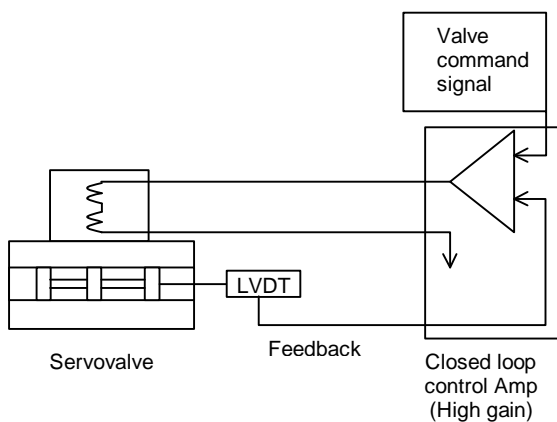 Valve
command
signal
LVDT
Servovalve
Feedback
Closed loop
control Amp
(High gain)